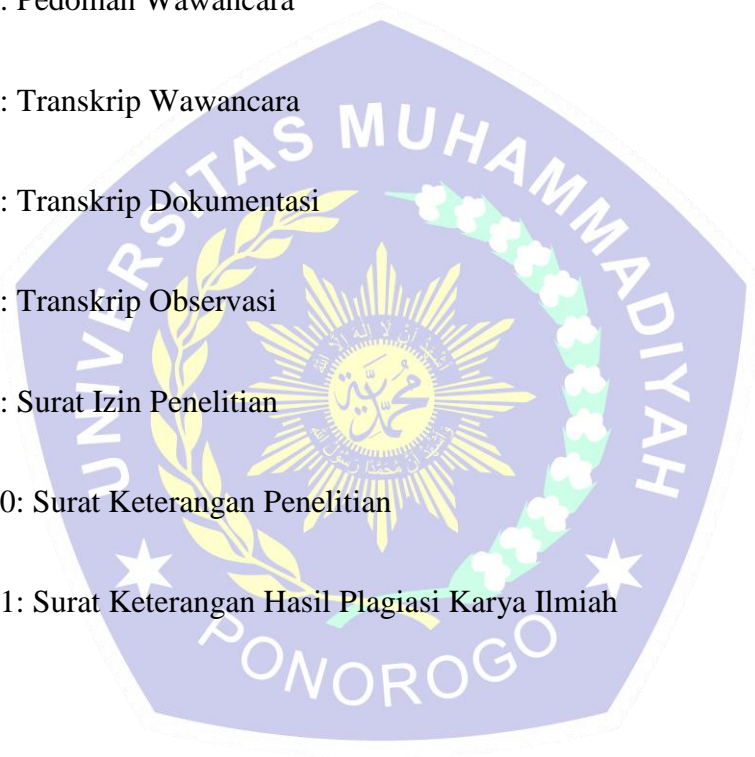 : Pedoman Wawancara
: Transkrip Wawancara
: Transkrip Dokumentasi
: Transkrip Observasi
: Surat Izin Penelitian
0: Surat Keterangan Penelitian
1: Surat Keterangan Hasil Plagiasi Karya Ilmiah
UNIVERSITAS MUHAMMADIYAH
PONOROGO